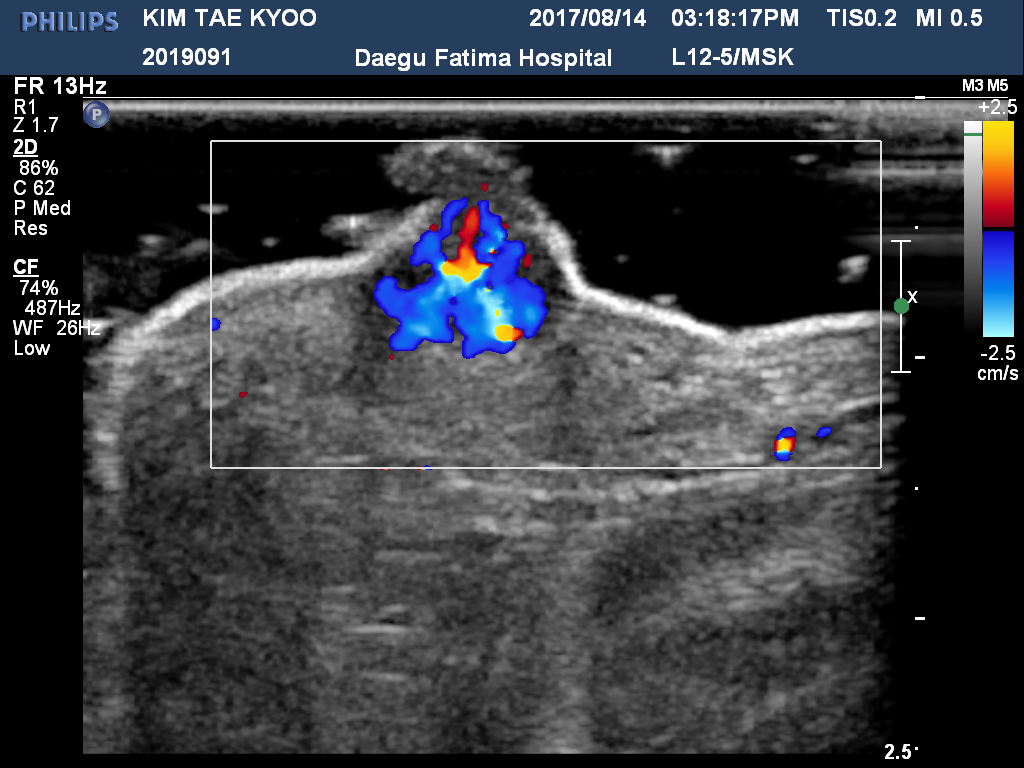 PHILIPS KIM TAE KYOO 2017/08/14 03:18:17PM TIS0.2 MI 0.5
2019091 Daegu Fatima Hospital L12-5/MSK
FR 13Hz
R1
Z 1.7
2D
86%
C 62
P Med
Res
CF
74%
487Hz
WF 26Hz
Low
P
M3 M5
+2.5
x
-2.5
cm/s
2.5